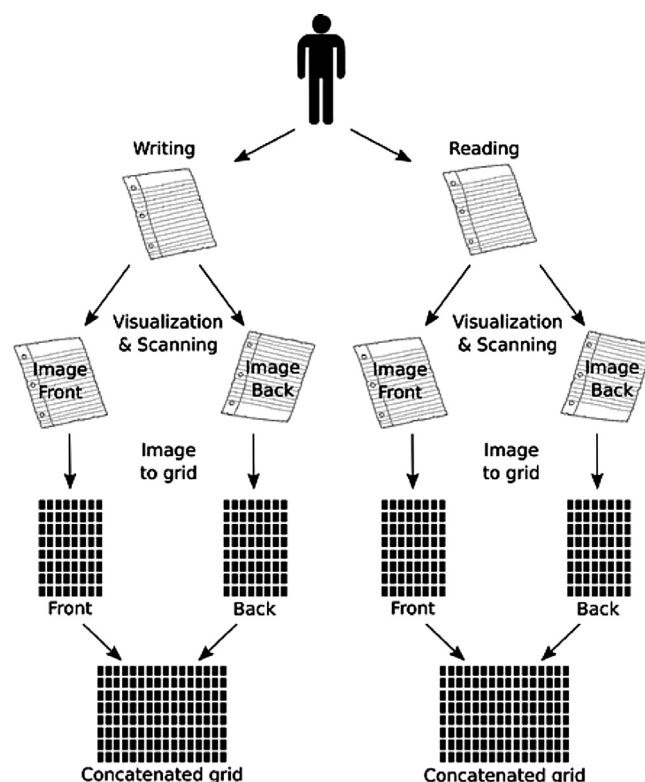 Writing
Reading
Visualization
& Scanning
Visualization
& Scanning
Image
Front
Image
Back
Image
Front
Image
Back
Image
to grid
Image
to grid
Front
Back
Front
Back
Concatenated grid
Concatenated grid